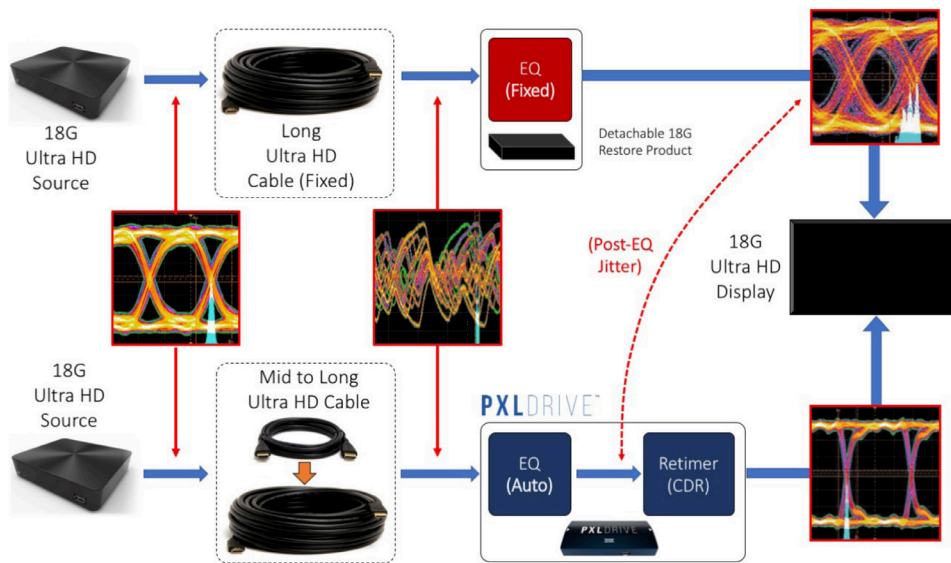 18G
Ultra HD
Source
Long
Ultra HD
Cable (Fixed)
EQ
(Fixed)
Detachable 18G
Restore Product
(Post-EQ
Jitter)
18G
Ultra HD
Display
18G
Ultra HD
Source
Mid to Long
Ultra HD Cable
PXLDRIVE™
EQ
(Auto)
Retimer
(CDR)
PXLDRIVE